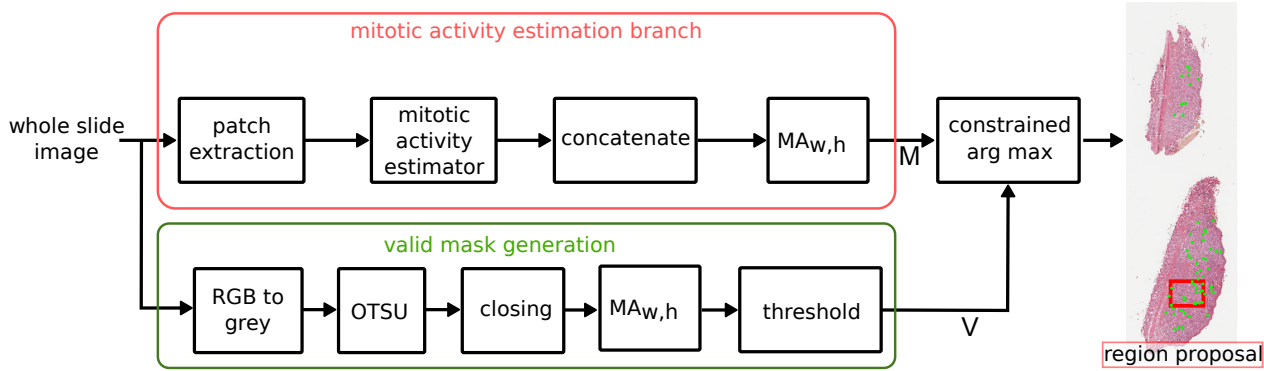 mitotic activity estimation branch
whole slide
image
patch
extraction
mitotic
activity
estimator
concatenate
MAw,h
M
constrained
arg max
valid mask generation
RGB to
grey
OTSU
closing
MAw,h
threshold
V
region proposal